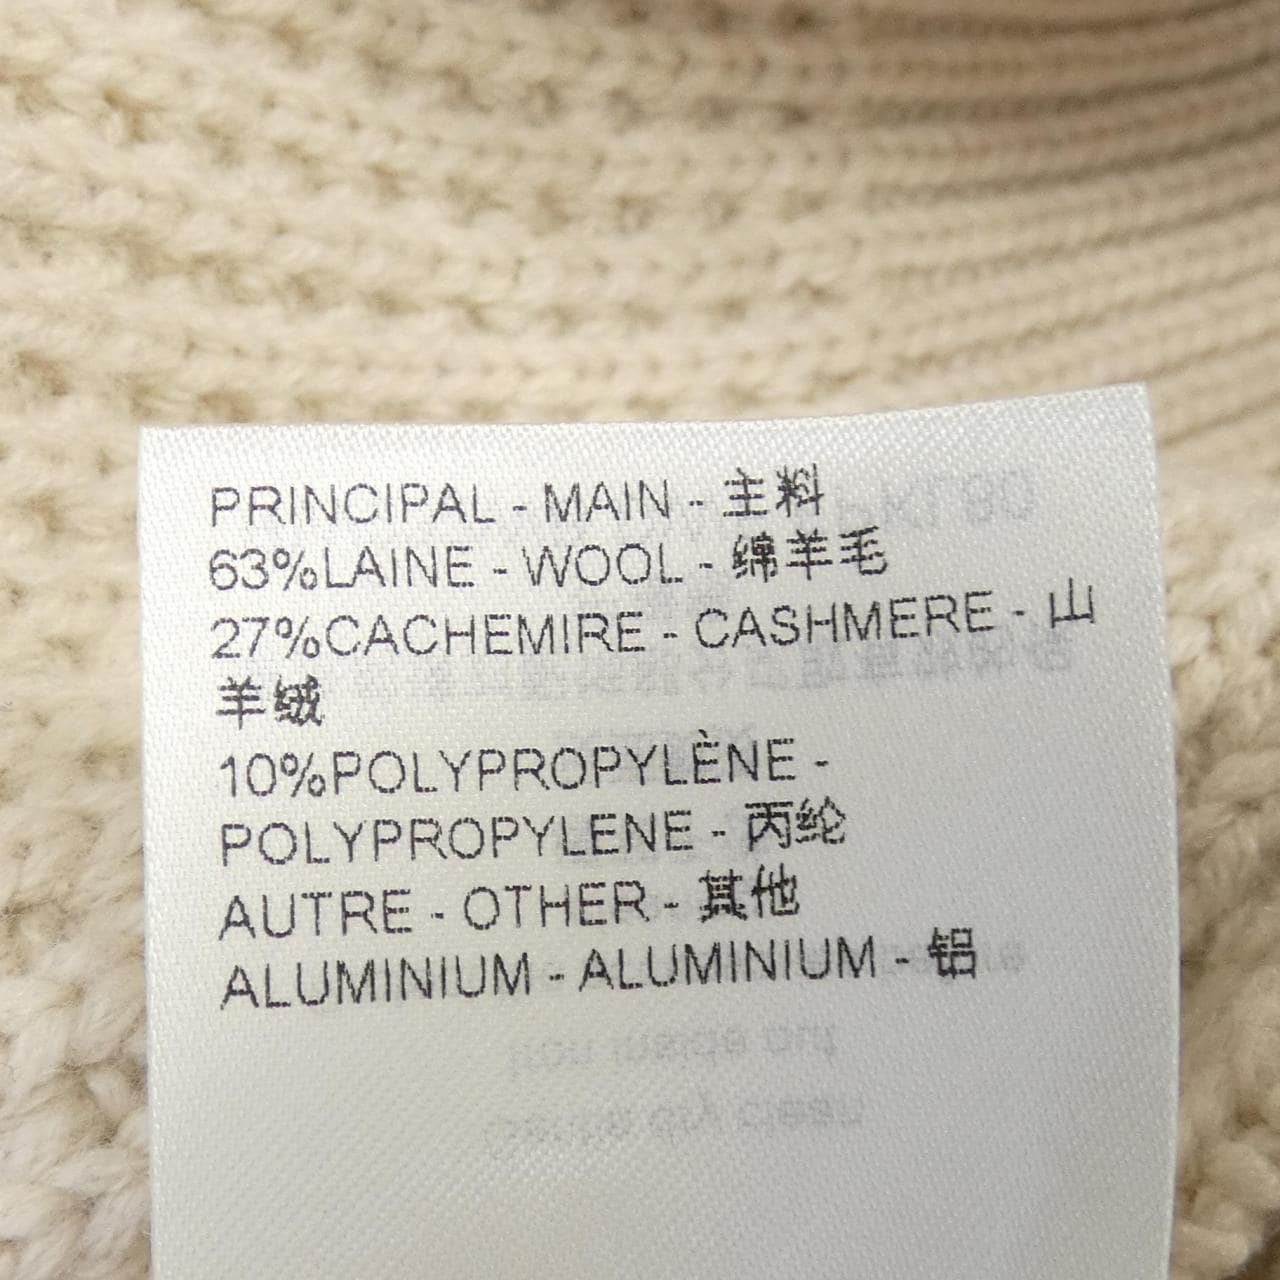 PRINCIPAL - MAIN - 主料
63%LAINE - WOOL - 绵羊毛
27%CACHEMIRE - CASHMERE - 山
羊绒
10%POLYPROPYLÈNE -
POLYPROPYLENE - 丙纶
AUTRE - OTHER - 其他
ALUMINIUM - ALUMINIUM - 铝